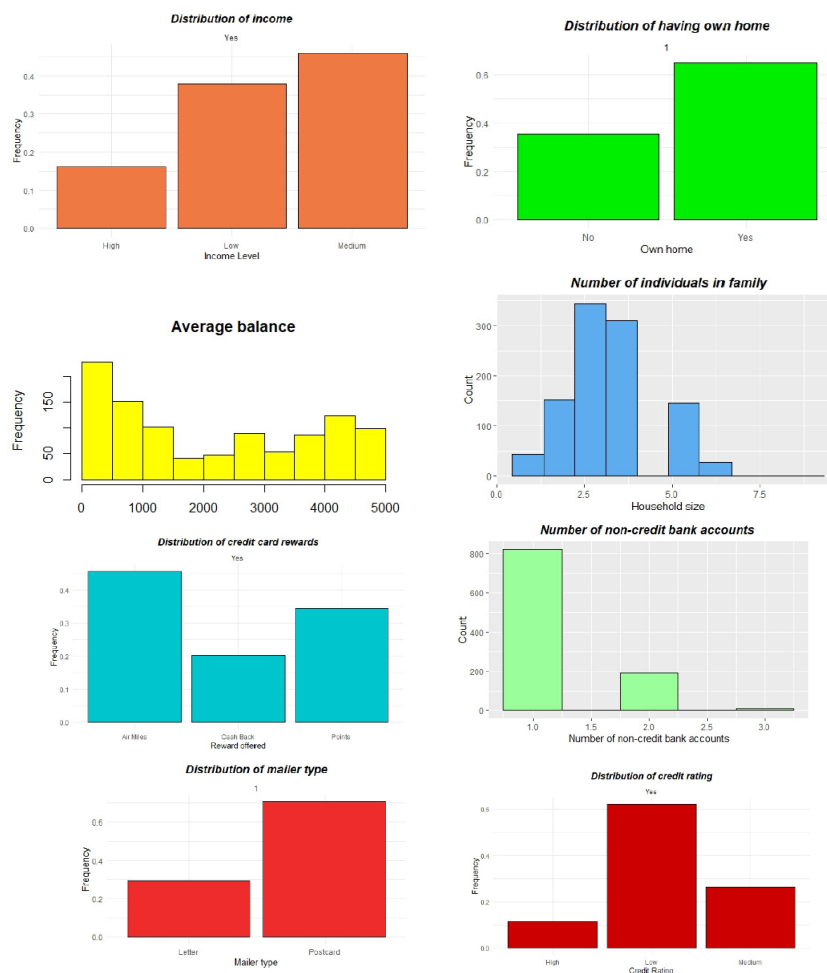 Distribution of income
Yes
0.4
0.3
0.2
0.1
0.0
Frequency
High Low Medium
Income Level
Distribution of having own home
1
0.6
0.4
0.2
0.0
Frequency
No Yes
Own home
Average balance
150
50
0
Frequency
0 1000 2000 3000 4000 5000
Number of individuals in family
300
200
100
0
Count
0.0 2.5 5.0 7.5
Household size
Distribution of credit card rewards
Yes
0.4
0.3
0.2
0.1
0.0
Frequency
Air Miles Cash Back Points
Reward offered
Number of non-credit bank accounts
800
600
400
200
0
Count
1.0 1.5 2.0 2.5 3.0
Number of non-credit bank accounts
Distribution of mailer type
1
0.6
0.4
0.2
0.0
Frequency
Letter Postcard
Mailer type
Distribution of credit rating
Yes
0.6
0.4
0.2
0.0
Frequency
High Low Medium
Credit Rating